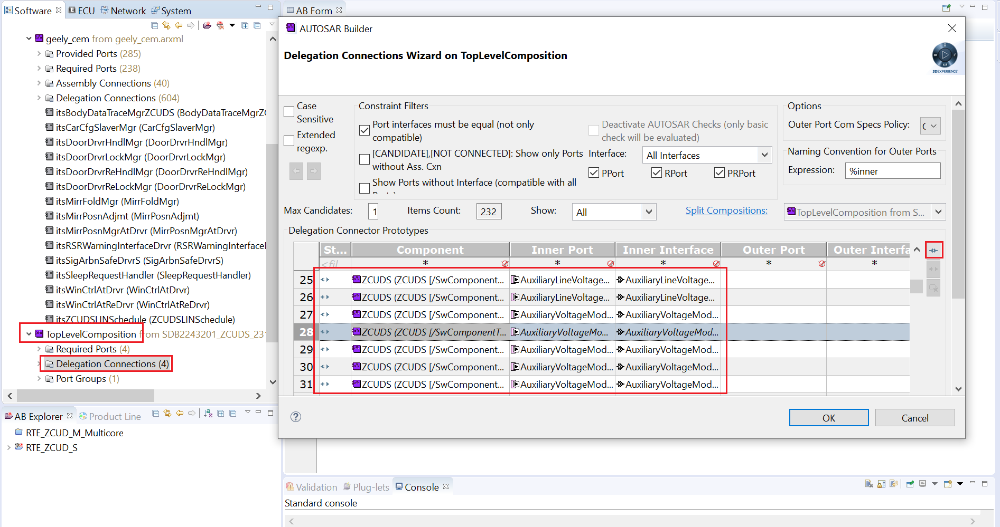 Software
ECU
Network
System
geely_cem from geely_cem.arxml
Provided Ports (285)
Required Ports (238)
Assembly Connections (40)
Delegation Connections (604)
itsBodyDataTraceMgrZCUDS (BodyDataTraceMgrZ
itsCarCfgSlaverMgr (CarCfgSlaverMgr)
itsDoorDrvrHndlMgr (DoorDrvrHndlMgr)
itsDoorDrvrLockMgr (DoorDrvrLockMgr)
itsDoorDrvrReHndlMgr (DoorDrvrReHndlMgr)
itsDoorDrvrReLockMgr (DoorDrvrReLockMgr)
itsMirrFoldMgr (MirrFoldMgr)
itsMirrPosnAdjmt (MirrPosnAdjmt)
itsMirrPosnMgrAtDrvr (MirrPosnMgrAtDrvr)
itsRSRWarningInterfaceDrvr (RSRWarningInterface
itsSigArbnSafeDrvrS (SigArbnSafeDrvrS)
itsSleepRequestHandler (SleepRequestHandler)
itsWinCtrlAtDrvr (WinCtrlAtDrvr)
itsWinCtrlAtReDrvr (WinCtrlAtReDrvr)
itsZCUDSLINSchedule (ZCUDSLINSchedule)
TopLevelComposition from SDB2243201_ZCUDS_231
Required Ports (4)
Delegation Connections (4)
Port Groups (1)
AB Explorer
Product Line
RTE_ZCUD_M_Multicore
RTE_ZCUD_S
AB Form
AUTOSAR Builder
Delegation Connections Wizard on TopLevelComposition
3DEXPERIENCE
Case
Sensitive
Extended
regexp.
Constraint Filters
Port interfaces must be equal (not only
compatible)
[CANDIDATE],[NOT CONNECTED]: Show only Ports
without Ass. Cxn
Show Ports without Interface (compatible with all
Deactivate AUTOSAR Checks (only basic
check will be evaluated)
Interface: All Interfaces
PPort RPort PRPort
Options
Outer Port Com Specs Policy:
Naming Convention for Outer Ports
Expression: %inner
Max Candidates: 1 Items Count: 232 Show: All Split Compositions: TopLevelComposition from S...
Delegation Connector Prototypes
St... Component Inner Port Inner Interface Outer Port Outer Interfa
<fil * * * * *
25 ZCUDS (ZCUDS [/SwComponent... AuxiliaryLineVoltage... AuxiliaryLineVoltage...
26 ZCUDS (ZCUDS [/SwComponent... AuxiliaryLineVoltage... AuxiliaryLineVoltage...
27 ZCUDS (ZCUDS [/SwComponent... AuxiliaryVoltageMod... AuxiliaryVoltageMod...
28 ZCUDS (ZCUDS [/SwComponentT... AuxiliaryVoltageMo... AuxiliaryVoltageMod...
29 ZCUDS (ZCUDS [/SwComponent... AuxiliaryVoltageMod... AuxiliaryVoltageMod...
30 ZCUDS (ZCUDS [/SwComponent... AuxiliaryVoltageMod... AuxiliaryVoltageMod...
31 ZCUDS (ZCUDS [/SwComponent... AuxiliaryVoltageMod... AuxiliaryVoltageMod...
OK
Cancel
Validation
Plug-lets
Console
Standard console